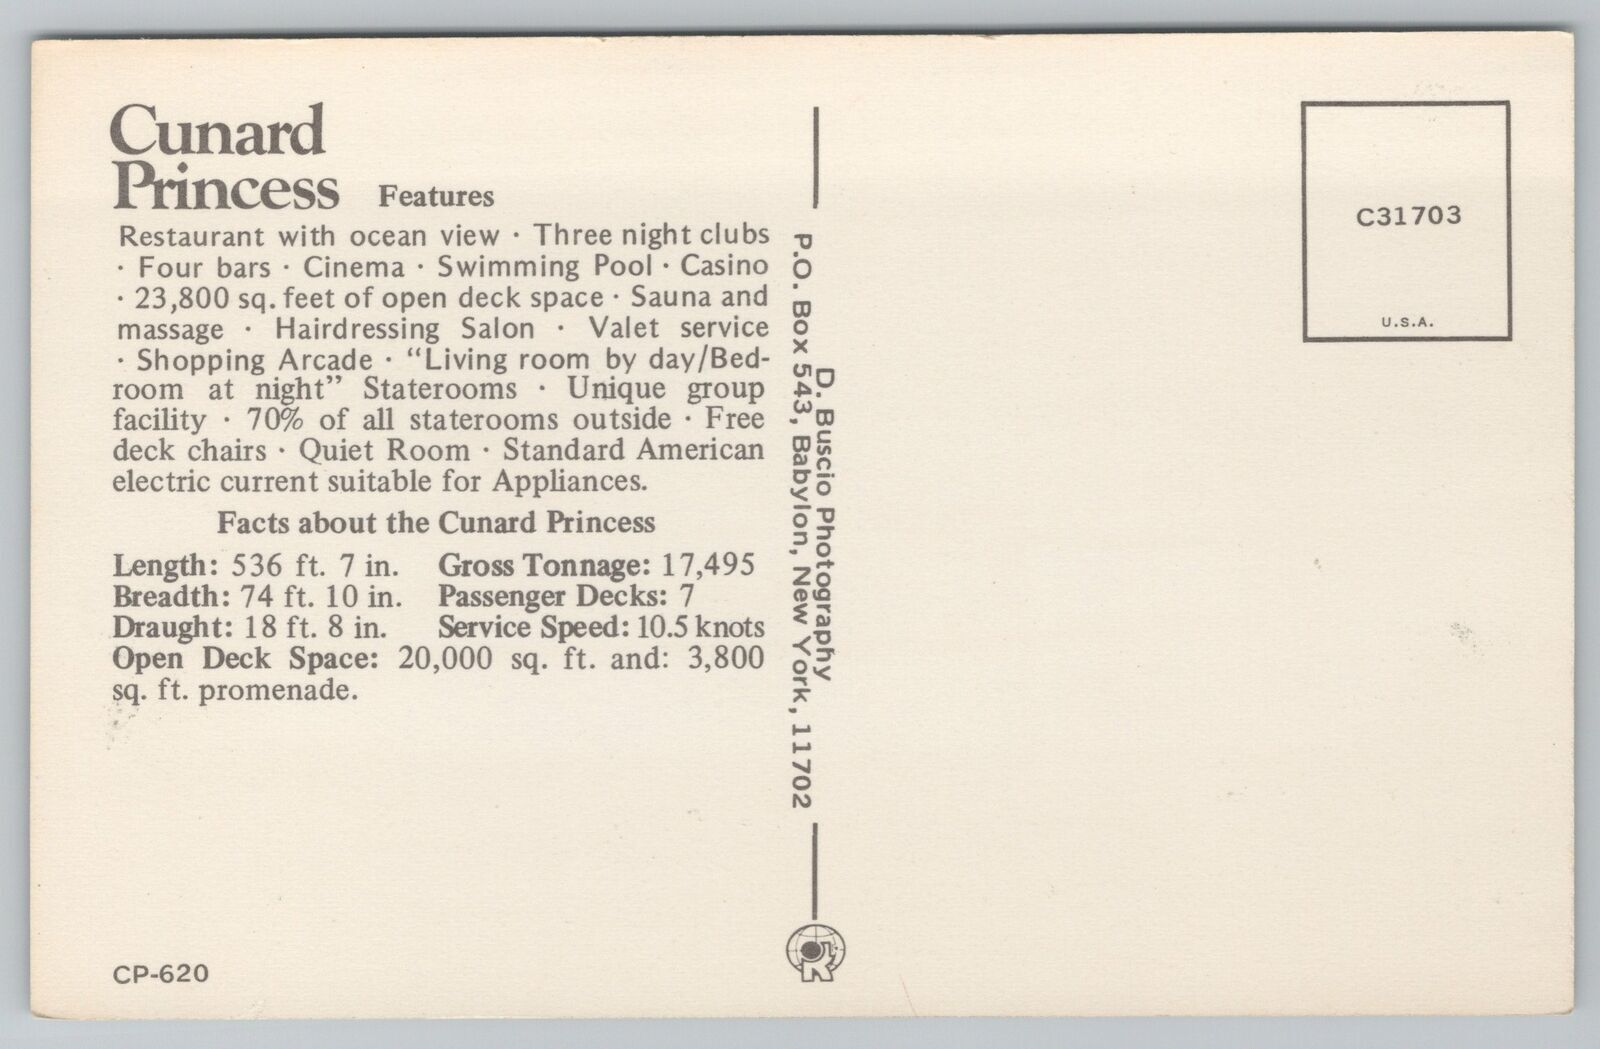 Cunard
Princess Features
Restaurant with ocean view · Three night clubs
· Four bars · Cinema · Swimming Pool · Casino
· 23,800 sq. feet of open deck space · Sauna and
massage · Hairdressing Salon · Valet service
· Shopping Arcade · “Living room by day/Bed-
room at night” Staterooms · Unique group
facility · 70% of all staterooms outside · Free
deck chairs · Quiet Room · Standard American
electric current suitable for Appliances.
Facts about the Cunard Princess
Length: 536 ft. 7 in. Gross Tonnage: 17,495
Breadth: 74 ft. 10 in. Passenger Decks: 7
Draught: 18 ft. 8 in. Service Speed: 10.5 knots
Open Deck Space: 20,000 sq. ft. and: 3,800
sq. ft. promenade.
CP-620
D. Buscio Photography
P.O. Box 543, Babylon, New York, 11702
C31703
U.S.A.